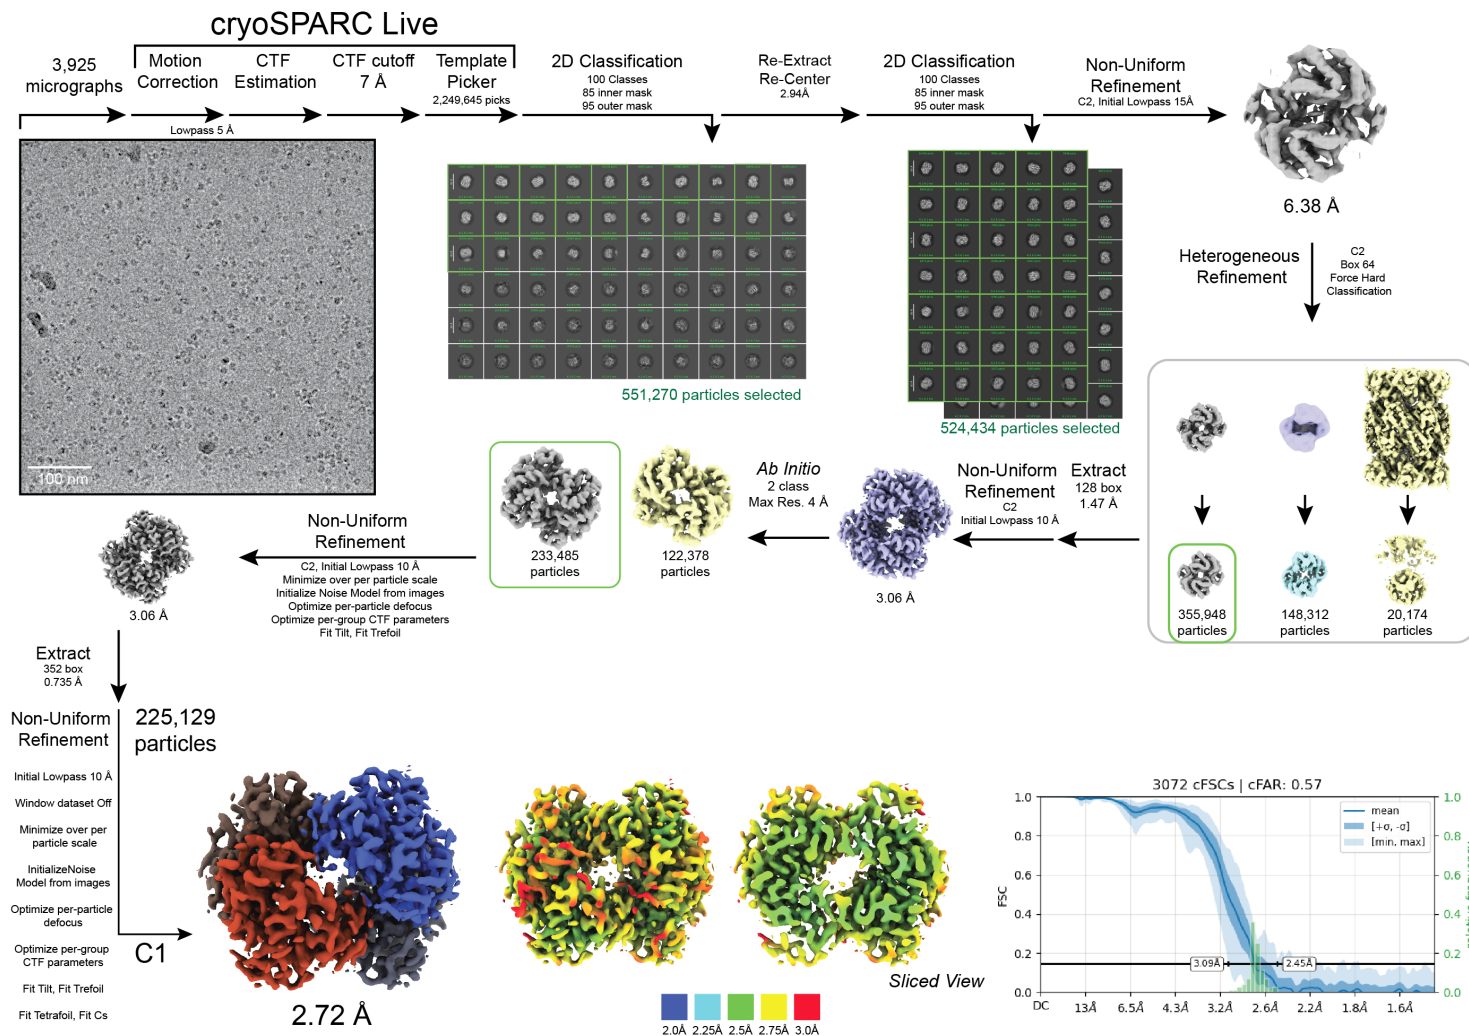 cryoSPARC Live
3,925
micrographs
Motion
Correction
CTF
Estimation
CTF cutoff
7 Å
Template
Picker
2,249,645 picks
Lowpass 5 Å
2D Classification
100 Classes
85 inner mask
95 outer mask
Re-Extract
Re-Center
2.94Å
2D Classification
100 Classes
85 inner mask
95 outer mask
Non-Uniform
Refinement
C2, Initial Lowpass 15Å
6.38 Å
551,270 particles selected
524,434 particles selected
100 nm
Heterogeneous
Refinement
C2
Box 64
Force Hard
Classification
355,948
particles
148,312
particles
20,174
particles
Extract
128 box
1.47 Å
Non-Uniform
Refinement
C2
Initial Lowpass 10 Å
3.06 Å
Ab Initio
2 class
Max Res. 4 Å
122,378
particles
233,485
particles
Non-Uniform
Refinement
C2, Initial Lowpass 10 Å
Minimize over per particle scale
Initialize Noise Model from images
Optimize per-particle defocus
Optimize per-group CTF parameters
Fit Tilt, Fit Trefoil
3.06 Å
Extract
352 box
0.735 Å
Non-Uniform
Refinement
225,129
particles
Initial Lowpass 10 Å
Window dataset Off
Minimize over per
particle scale
InitializeNoise
Model from images
Optimize per-particle
defocus
Optimize per-group
CTF parameters
Fit Tilt, Fit Trefoil
Fit Tetrafoil, Fit Cs
C1
2.72 Å
Sliced View
2.0Å 2.25Å 2.5Å 2.75Å 3.0Å
3072 cFSCs | cFAR: 0.57
mean
[+σ, -σ]
[min, max]
FSC
1.0
0.8
0.6
0.4
0.2
0.0
3.09Å
2.45Å
DC 13Å 6.5Å 4.3Å 3.2Å 2.6Å 2.2Å 1.8Å 1.6Å
1.0
0.8
0.6
0.4
0.2
0.0